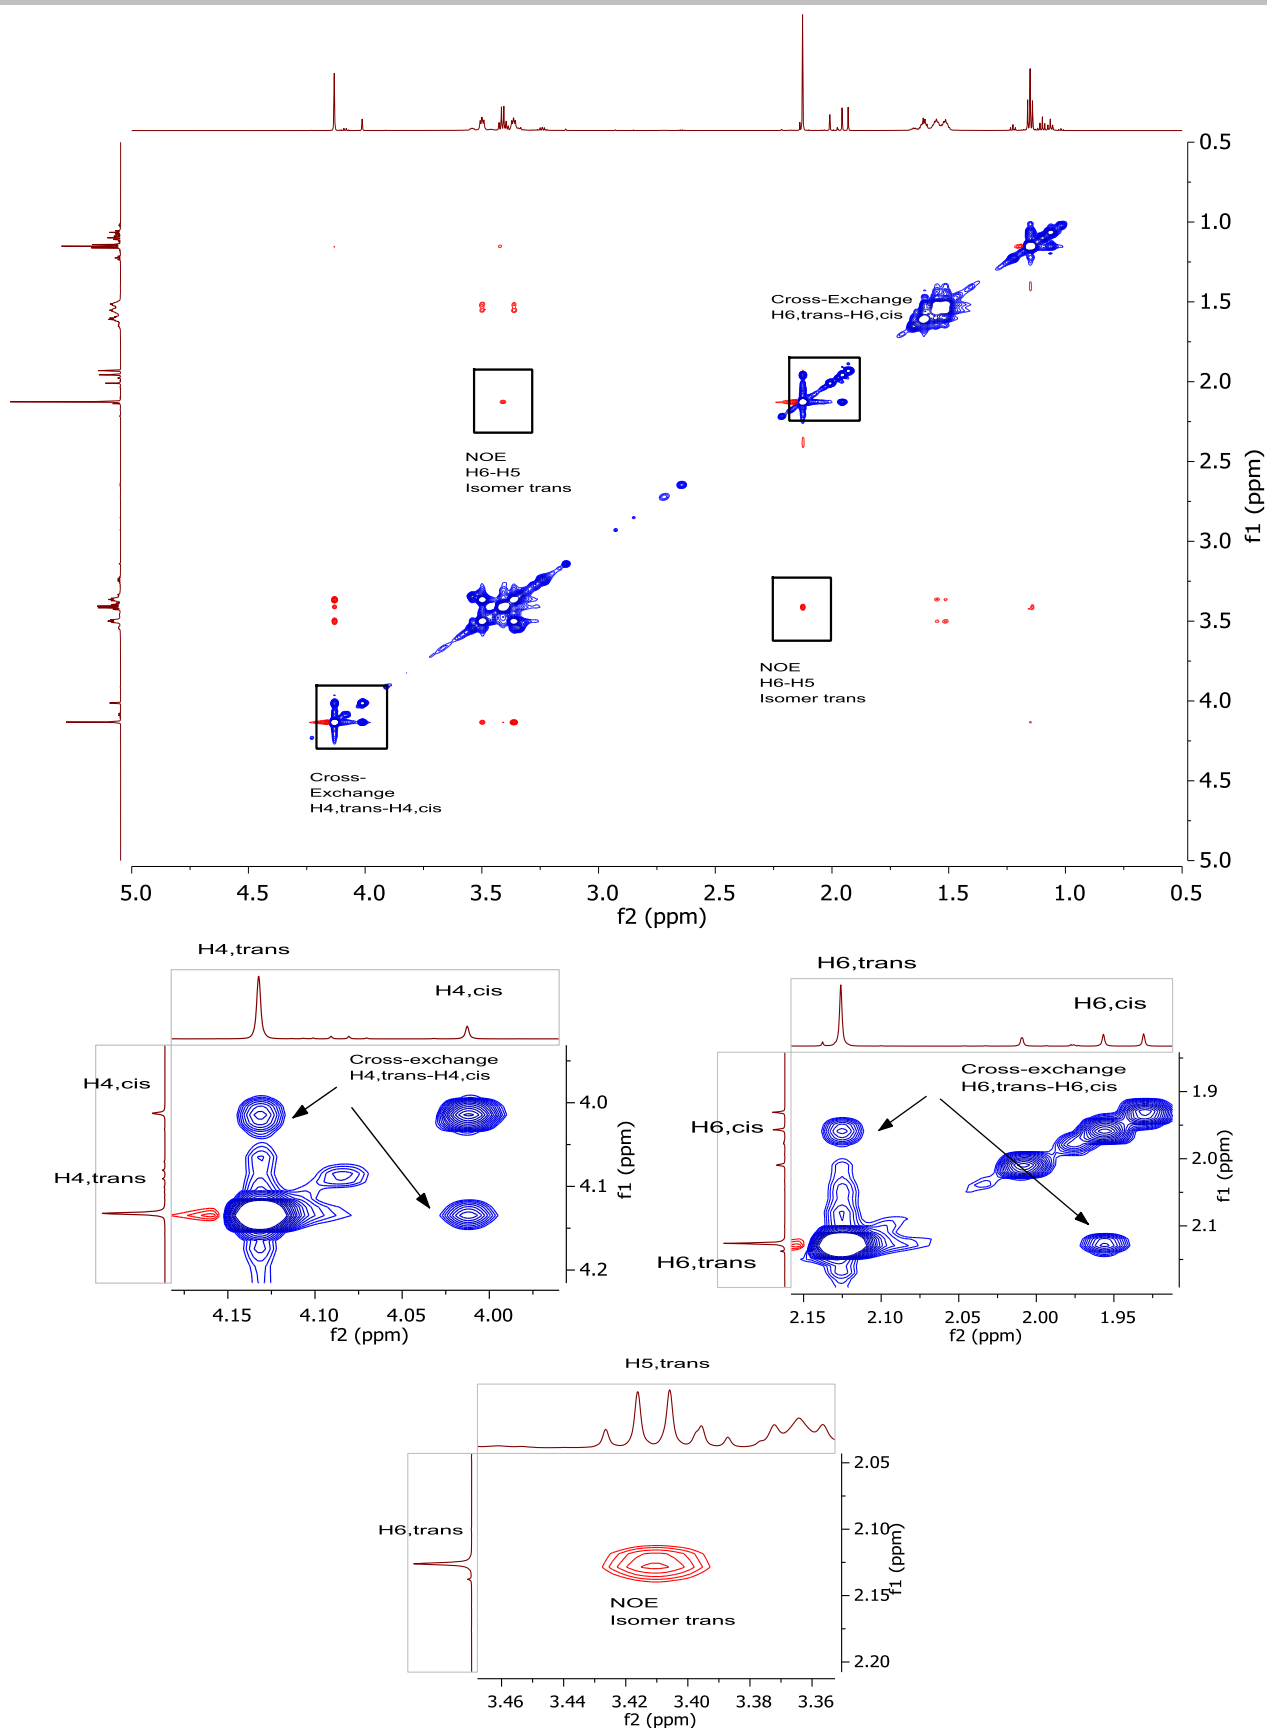 0.5
1.0
1.5
2.0
2.5
3.0
3.5
4.0
4.5
5.0
f1 (ppm)
Cross-Exchange
H6,trans-H6,cis
NOE
H6-H5
Isomer trans
NOE
H6-H5
Isomer trans
Cross-
Exchange
H4,trans-H4,cis
5.0 4.5 4.0 3.5 3.0 2.5 2.0 1.5 1.0 0.5
f2 (ppm)
H4,trans
H4,cis
Cross-exchange
H4,trans-H4,cis
H4,cis
H4,trans
4.0
4.1
4.2
f1 (ppm)
4.15 4.10 4.05 4.00
f2 (ppm)
H6,trans
H6,cis
Cross-exchange
H6,trans-H6,cis
H6,cis
H6,trans
1.9
2.0
2.1
f1 (ppm)
2.15 2.10 2.05 2.00 1.95
f2 (ppm)
H5,trans
H6,trans
NOE
Isomer trans
2.05
2.10
2.15
2.20
f1 (ppm)
3.46 3.44 3.42 3.40 3.38 3.36
f2 (ppm)